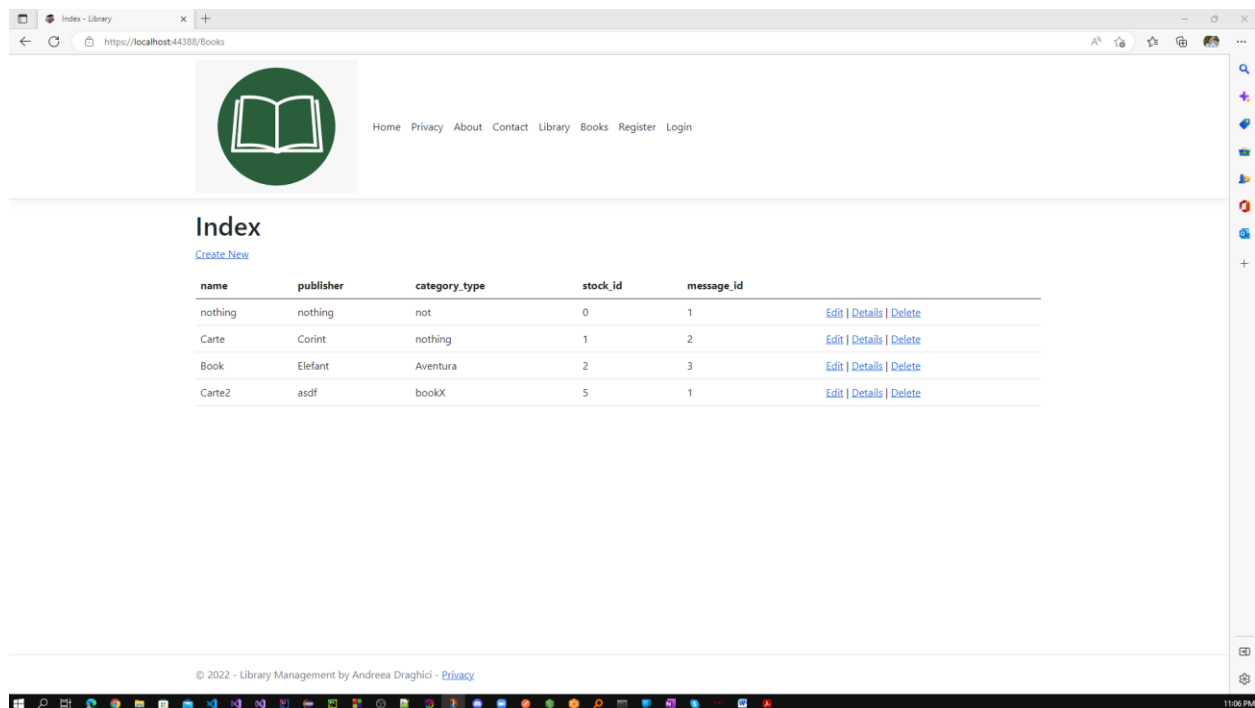 Index - Library
https://localhost:44388/Books
Home Privacy About Contact Library Books Register Login
Index
Create New
name publisher category_type stock_id message_id
nothing nothing not 0 1 Edit | Details | Delete
Carte Corint nothing 1 2 Edit | Details | Delete
Book Elefant Aventura 2 3 Edit | Details | Delete
Carte2 asdf bookX 5 1 Edit | Details | Delete
© 2022 - Library Management by Andreea Draghici - Privacy
11:06 PM